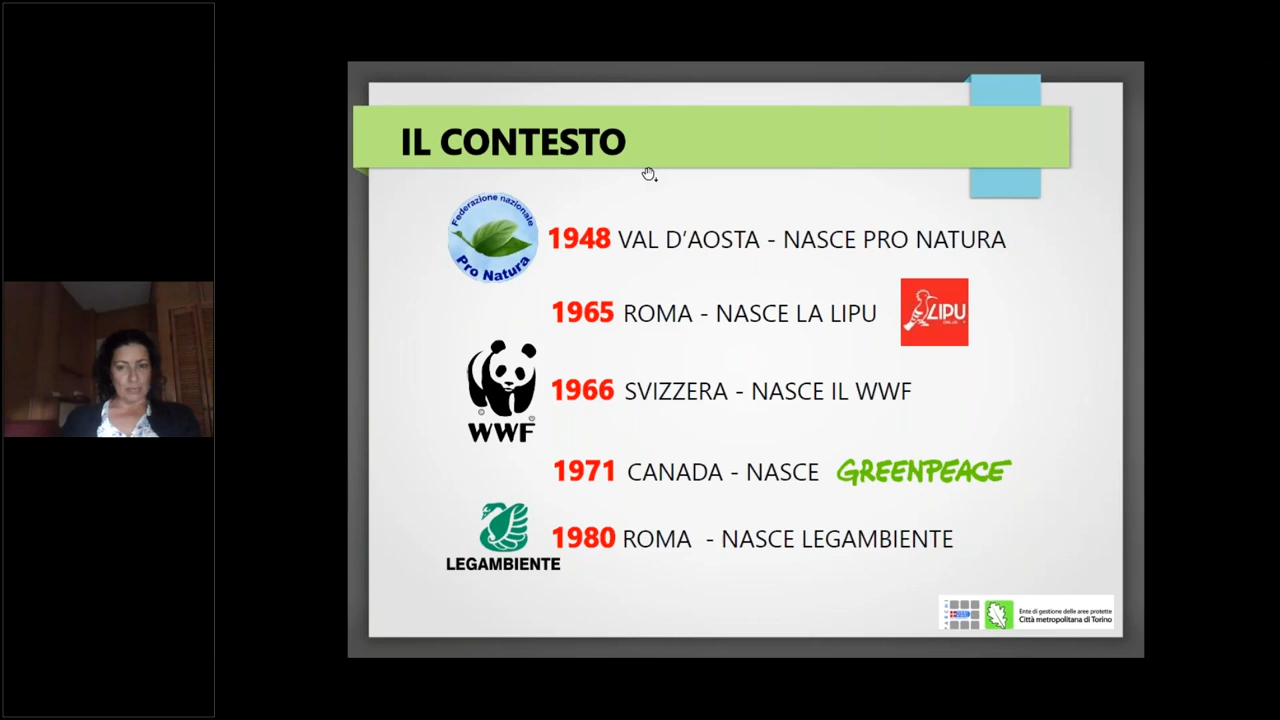 IL CONTESTO
Federazione nazionale
Pro Natura
1948 VAL D’AOSTA - NASCE PRO NATURA
1965 ROMA - NASCE LA LIPU
LIPU
1966 SVIZZERA - NASCE IL WWF
WWF
1971 CANADA - NASCE GREENPEACE
1980 ROMA - NASCE LEGAMBIENTE
LEGAMBIENTE
Ente di gestione delle aree protette
Città metropolitana di Torino